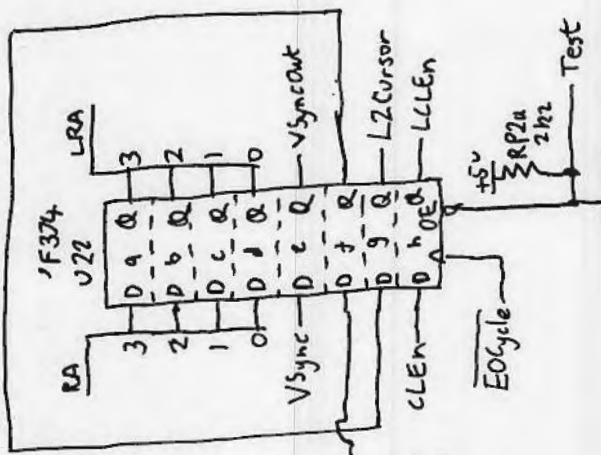 'F374
U22
RA
3
2
1
0
VSync
CLEn
EOCycle
D a Q
D b Q
D c Q
D d Q
D e Q
D f Q
D g Q
D h Q
OE
LRA
3
2
1
0
VSyncOut
L2Cursor
LCLEn
+5v
RP2a
2k2
Test